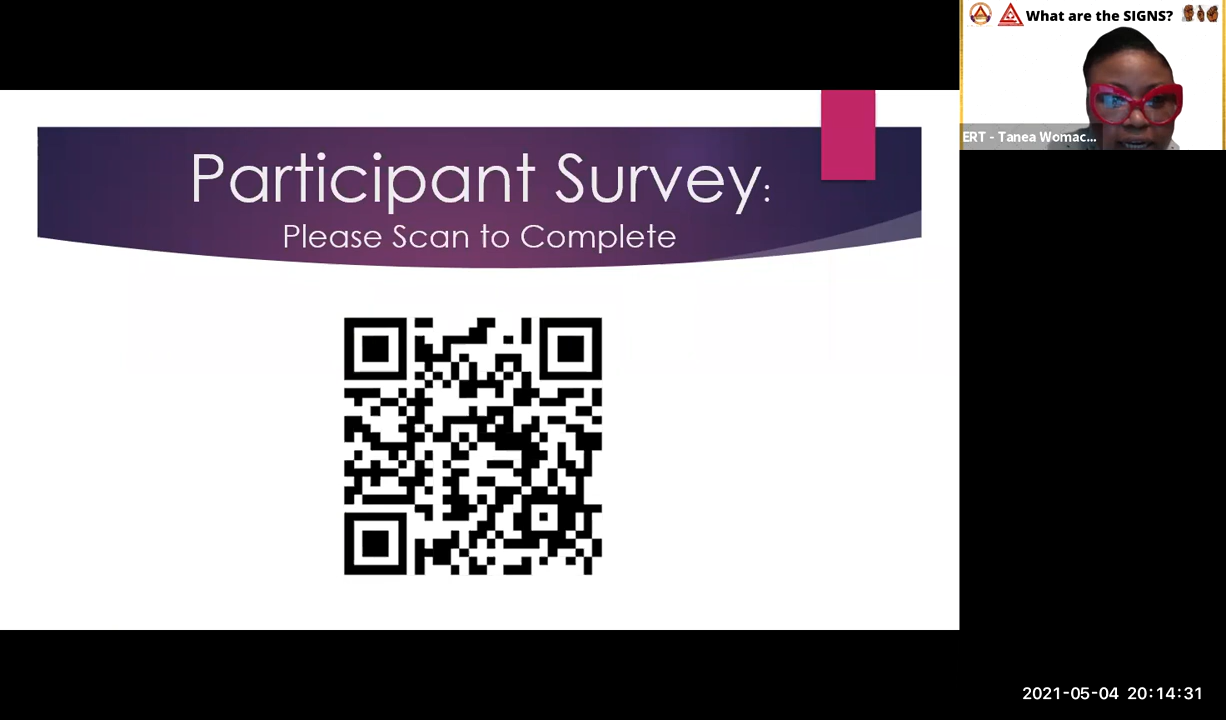 Participant Survey:
Please Scan to Complete
What are the SIGNS?
ERT - Tanea Womac...
2021-05-04 20:14:31